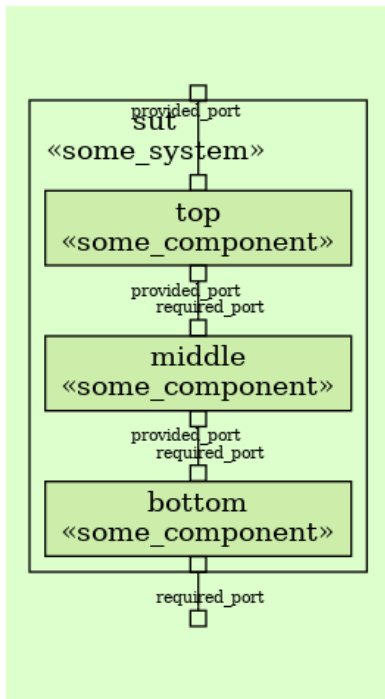 provided_port
sut
«some_system»
top
«some_component»
provided_port
required_port
middle
«some_component»
provided_port
required_port
bottom
«some_component»
required_port